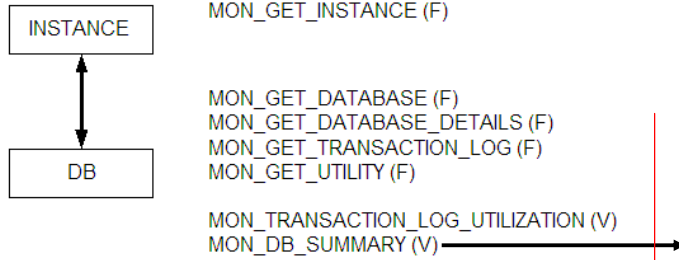 INSTANCE
MON_GET_INSTANCE (F)
MON_GET_DATABASE (F)
MON_GET_DATABASE_DETAILS (F)
MON_GET_TRANSACTION_LOG (F)
DB
MON_GET_UTILITY (F)
MON_TRANSACTION_LOG_UTILIZATION (V)
MON_DB_SUMMARY (V)